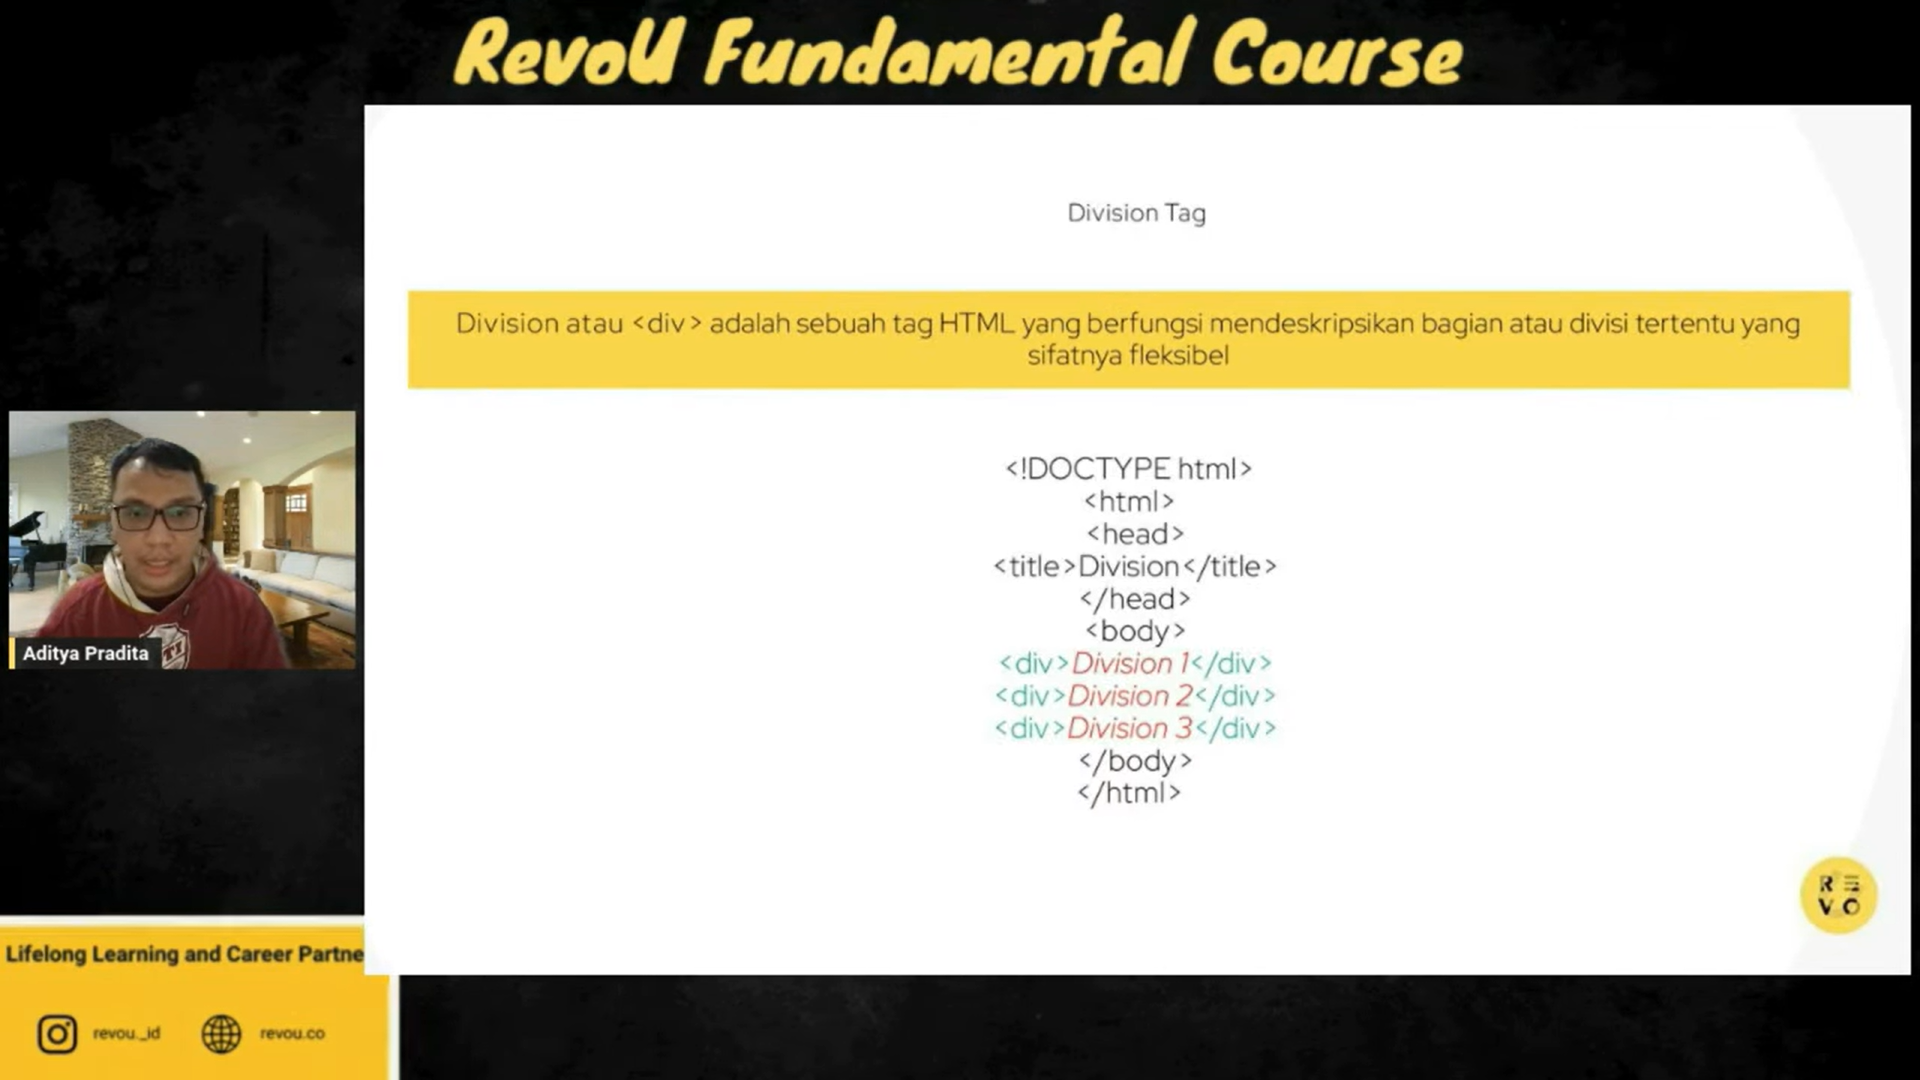 RevoU Fundamental Course
Division Tag
Division atau <div> adalah sebuah tag HTML yang berfungsi mendeskripsikan bagian atau divisi tertentu yang
sifatnya fleksibel
<!DOCTYPE html>
<html>
<head>
<title>Division</title>
</head>
<body>
<div>Division 1</div>
<div>Division 2</div>
<div>Division 3</div>
</body>
</html>
Aditya Pradita
Lifelong Learning and Career Partne
revou_id
revou.co